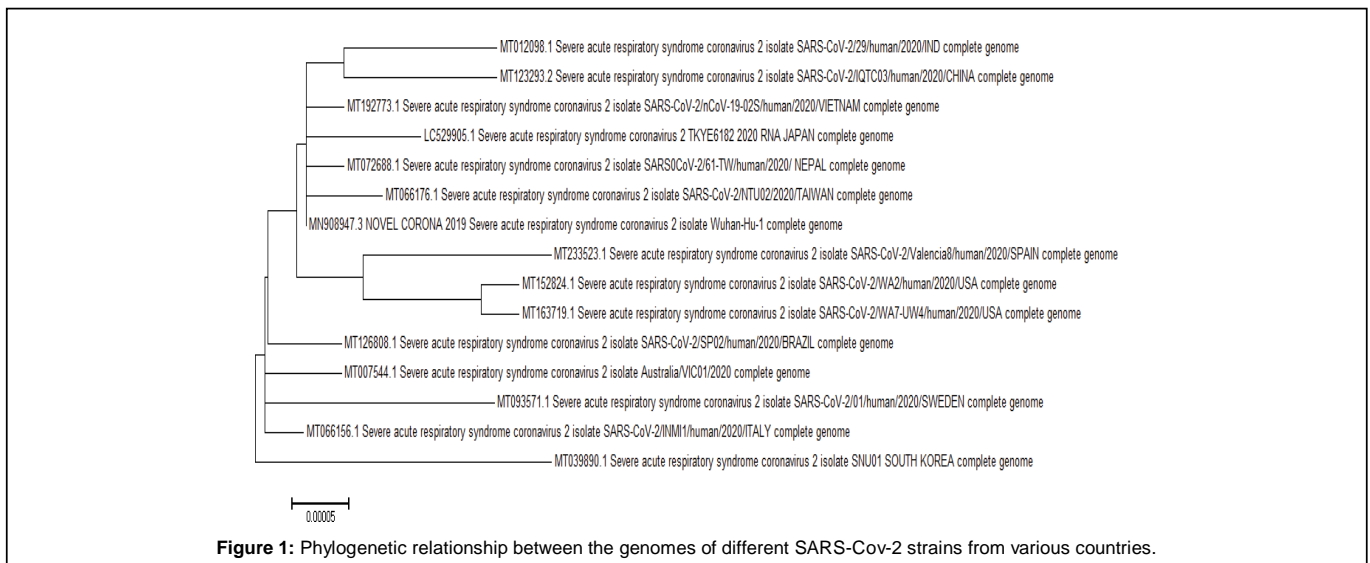 MT012098.1 Severe acute respiratory syndrome coronavirus 2 isolate SARS-CoV-2/29/human/2020/IND complete genome
MT123293.2 Severe acute respiratory syndrome coronavirus 2 isolate SARS-CoV-2/IQTC03/human/2020/CHINA complete genome
MT192773.1 Severe acute respiratory syndrome coronavirus 2 isolate SARS-CoV-2/nCoV-19-02S/human/2020/VIETNAM complete genome
LC529905.1 Severe acute respiratory syndrome coronavirus 2 TKYE6182 2020 RNA JAPAN complete genome
MT072688.1 Severe acute respiratory syndrome coronavirus 2 isolate SARS0CoV-2/61-TW/human/2020/ NEPAL complete genome
MT066176.1 Severe acute respiratory syndrome coronavirus 2 isolate SARS-CoV-2/NTU02/2020/TAIWAN complete genome
MN908947.3 NOVEL CORONA 2019 Severe acute respiratory syndrome coronavirus 2 isolate Wuhan-Hu-1 complete genome
MT233523.1 Severe acute respiratory syndrome coronavirus 2 isolate SARS-CoV-2/Valencia8/human/2020/SPAIN complete genome
MT152824.1 Severe acute respiratory syndrome coronavirus 2 isolate SARS-CoV-2/WA2/human/2020/USA complete genome
MT163719.1 Severe acute respiratory syndrome coronavirus 2 isolate SARS-CoV-2/WA7-UW4/human/2020/USA complete genome
MT126808.1 Severe acute respiratory syndrome coronavirus 2 isolate SARS-CoV-2/SP02/human/2020/BRAZIL complete genome
MT007544.1 Severe acute respiratory syndrome coronavirus 2 isolate Australia/VIC01/2020 complete genome
MT093571.1 Severe acute respiratory syndrome coronavirus 2 isolate SARS-CoV-2/01/human/2020/SWEDEN complete genome
MT066156.1 Severe acute respiratory syndrome coronavirus 2 isolate SARS-CoV-2/INMI1/human/2020/ITALY complete genome
MT039890.1 Severe acute respiratory syndrome coronavirus 2 isolate SNU01 SOUTH KOREA complete genome
0.00005
Figure 1: Phylogenetic relationship between the genomes of different SARS-Cov-2 strains from various countries.